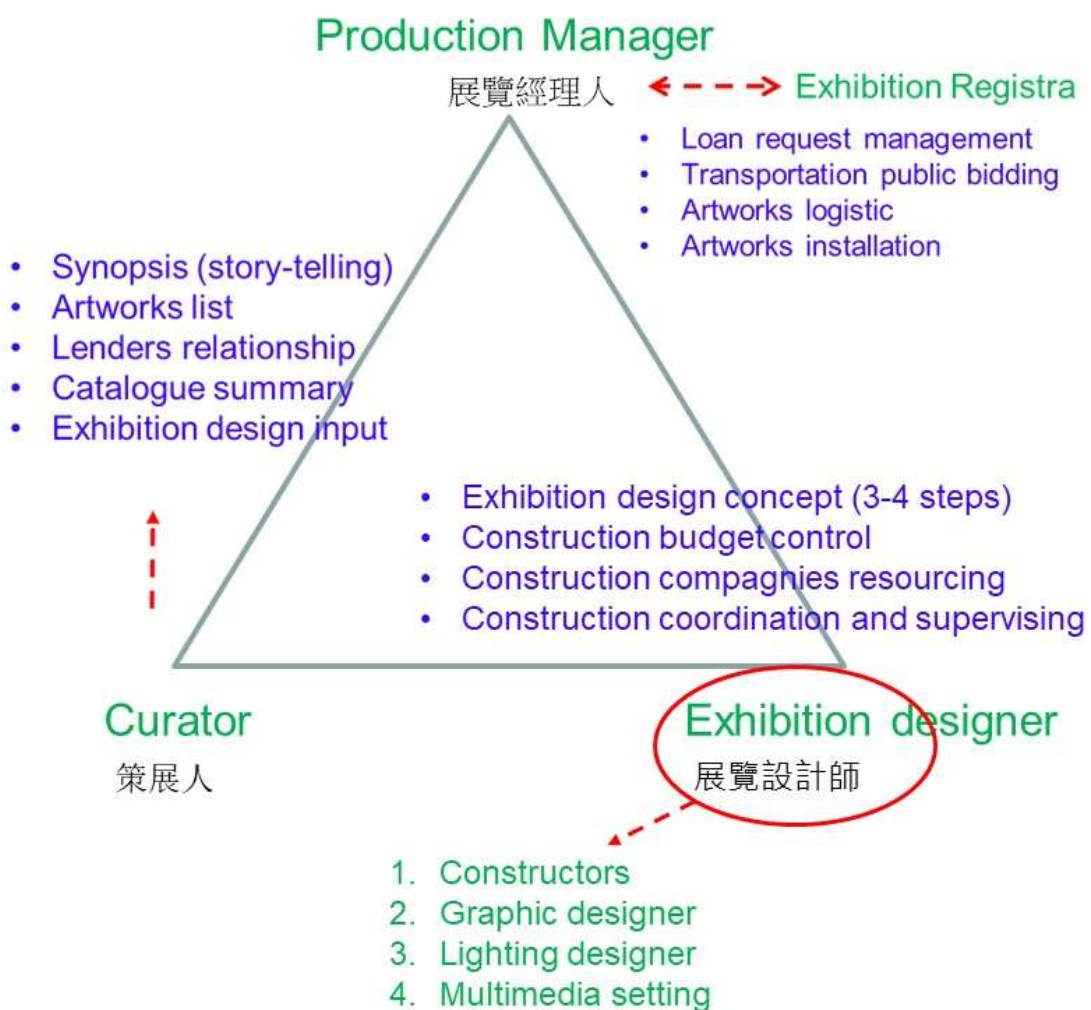 Production Manager
展覽經理人
Exhibition Registra
• Loan request management
• Transportation public bidding
• Artworks logistic
• Artworks installation
• Synopsis (story-telling)
• Artworks list
• Lenders relationship
• Catalogue summary
• Exhibition design input
• Exhibition design concept (3-4 steps)
• Construction budget control
• Construction compagnies resourcing
• Construction coordination and supervising
Curator
策展人
Exhibition designer
展覽設計師
1. Constructors
2. Graphic designer
3. Lighting designer
4. Multimedia setting